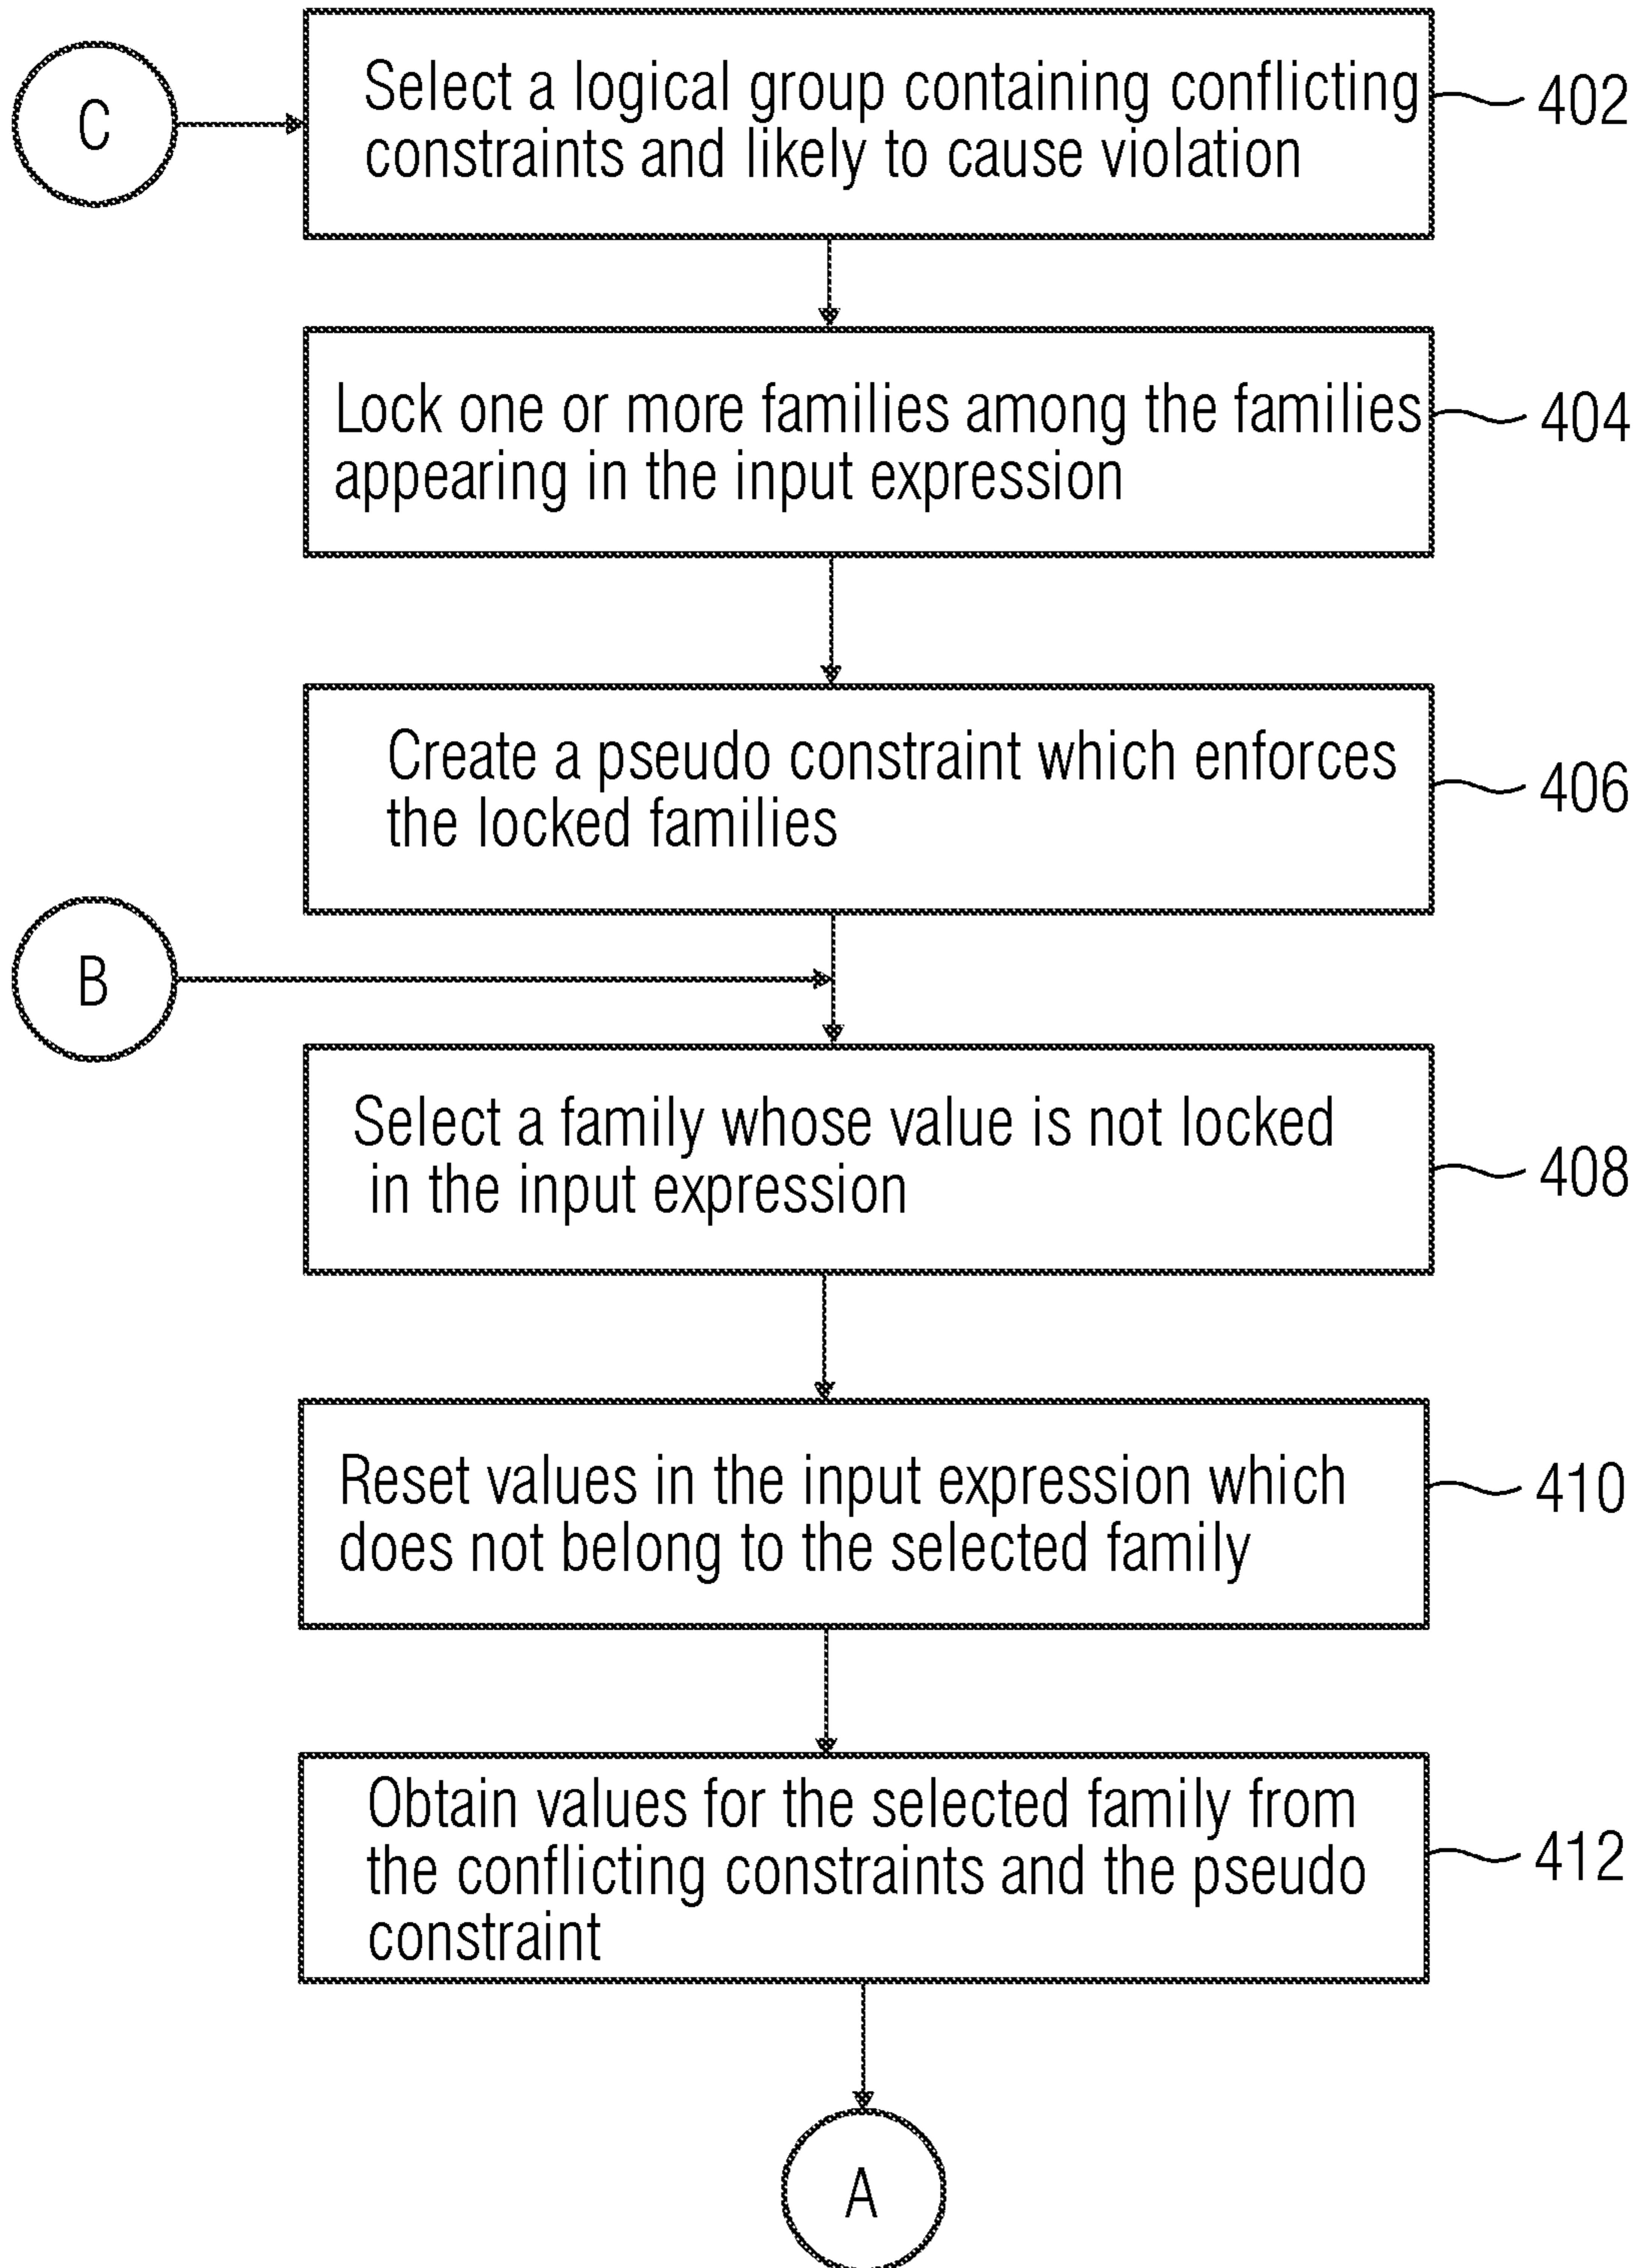 C
Select a logical group containing conflicting
constraints and likely to cause violation
402
Lock one or more families among the families
appearing in the input expression
404
Create a pseudo constraint which enforces
the locked families
406
B
Select a family whose value is not locked
in the input expression
408
Reset values in the input expression which
does not belong to the selected family
410
Obtain values for the selected family from
the conflicting constraints and the pseudo
constraint
412
A